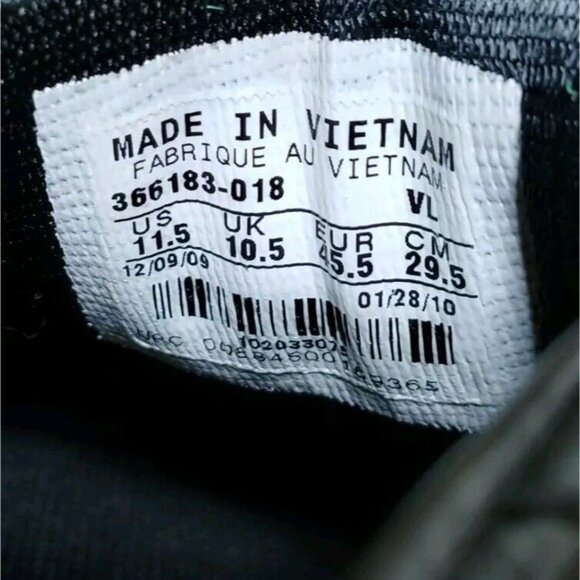 MADE IN VIETNAM
FABRIQUE AU VIETNAM
366183-018 VL
US UK EUR CM
11.5 10.5 45.5 29.5
12/09/09 01/28/10